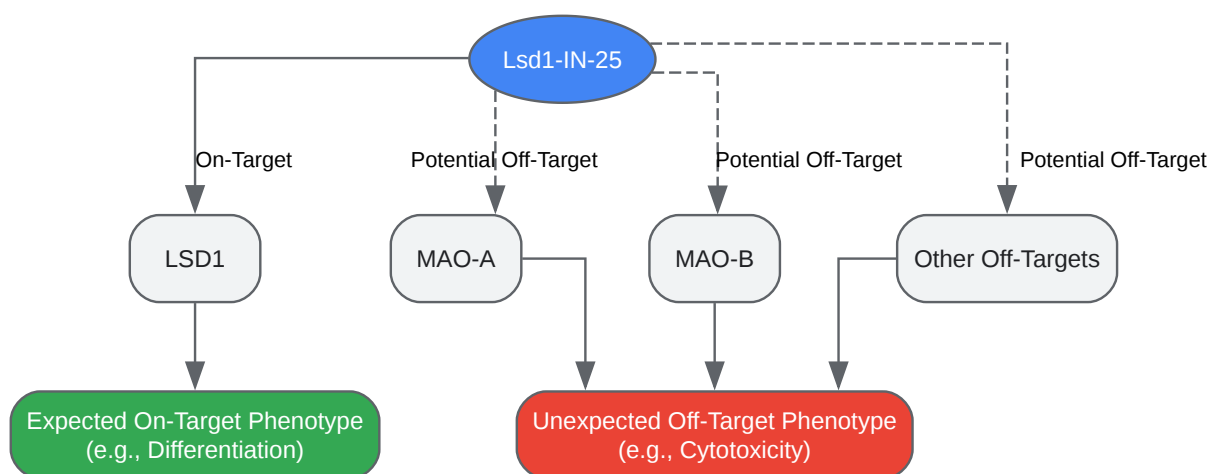 Lsd1-IN-25
On-Target
Potential Off-Target
Potential Off-Target
Potential Off-Target
LSD1
MAO-A
MAO-B
Other Off-Targets
Expected On-Target Phenotype
(e.g., Differentiation)
Unexpected Off-Target Phenotype
(e.g., Cytotoxicity)